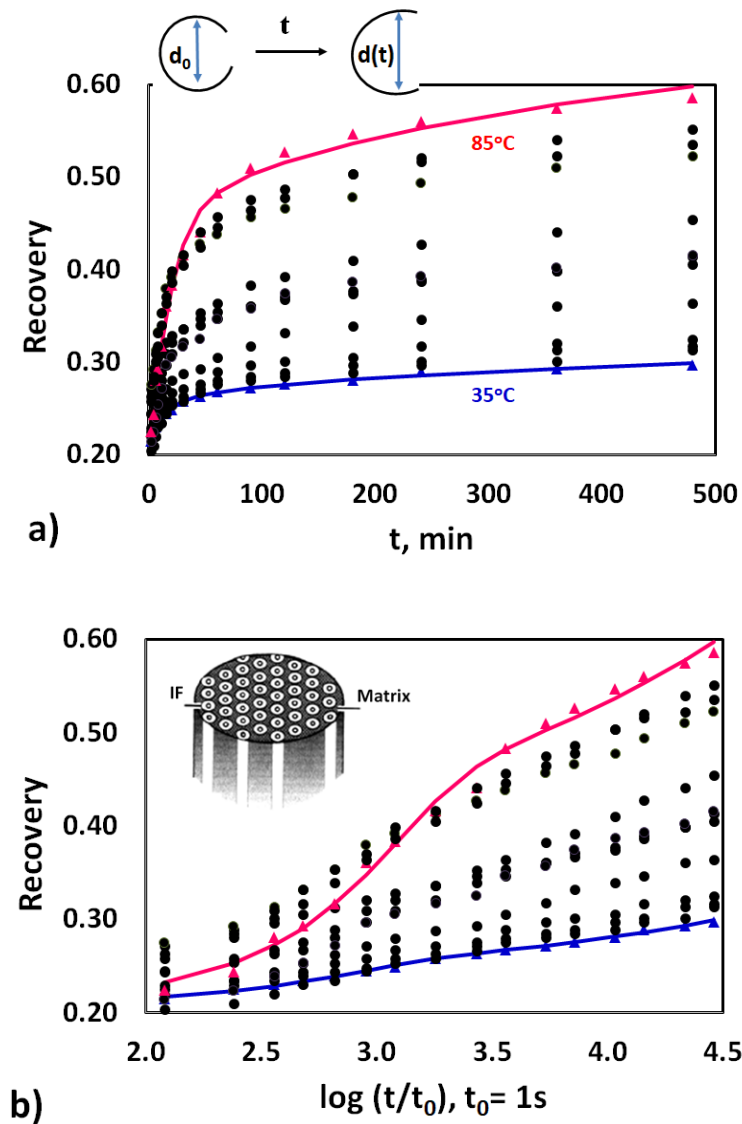 t
d₀
d(t)
0.60
0.50
0.40
0.30
0.20
Recovery
85°C
35°C
0
100
200
300
400
500
t, min
a)
0.60
0.50
0.40
0.30
0.20
Recovery
IF
Matrix
2.0
2.5
3.0
3.5
4.0
4.5
log (t/t₀), t₀= 1s
b)